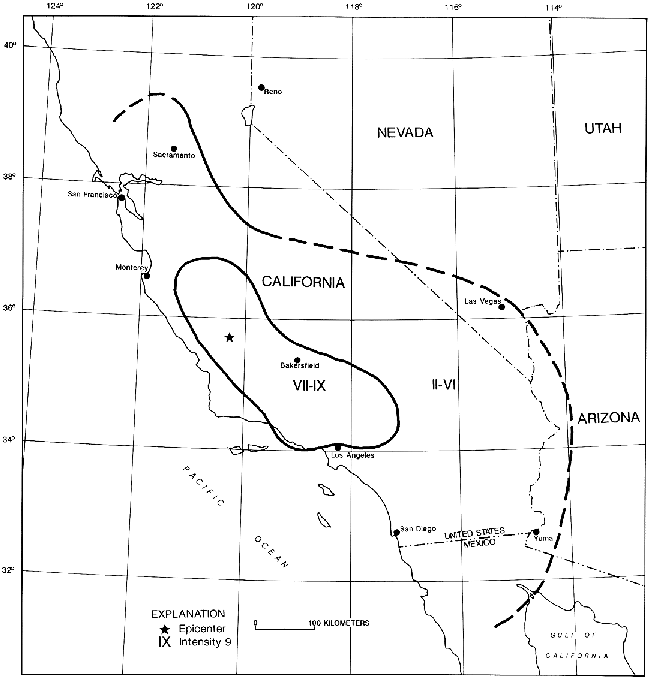 124° 122° 120° 118° 116° 114°
40°
Reno
NEVADA
UTAH
Sacramento
38°
San Francisco
Monterey
CALIFORNIA
Las Vegas
36°
Bakersfield
VII-IX
II-VI
ARIZONA
34°
Los Angeles
PACIFIC
OCEAN
San Diego
UNITED STATES
MEXICO
Yuma
32°
EXPLANATION
Epicenter
IX Intensity 9
0 100 KILOMETERS
GULF OF
CALIFORNIA